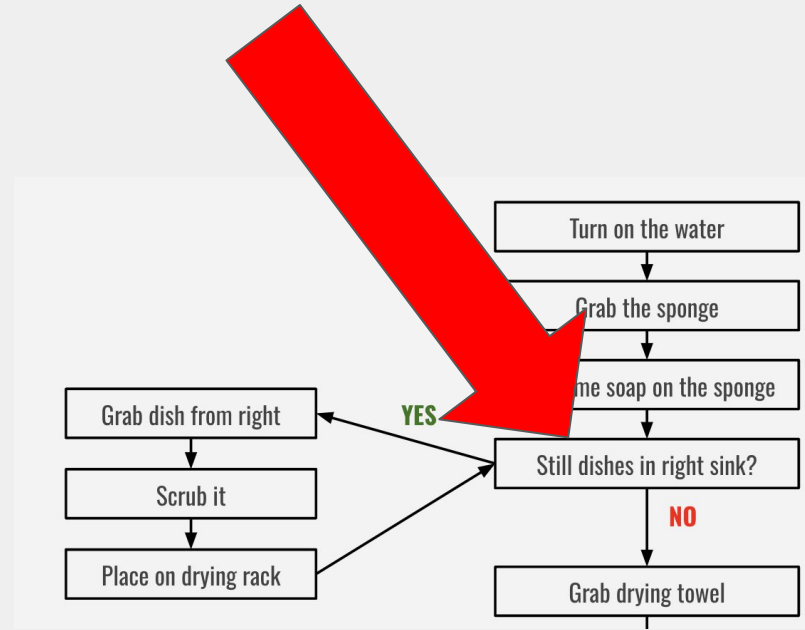 Turn on the water
Grab the sponge
me soap on the sponge
YES
Grab dish from right
Still dishes in right sink?
Scrub it
NO
Place on drying rack
Grab drying towel